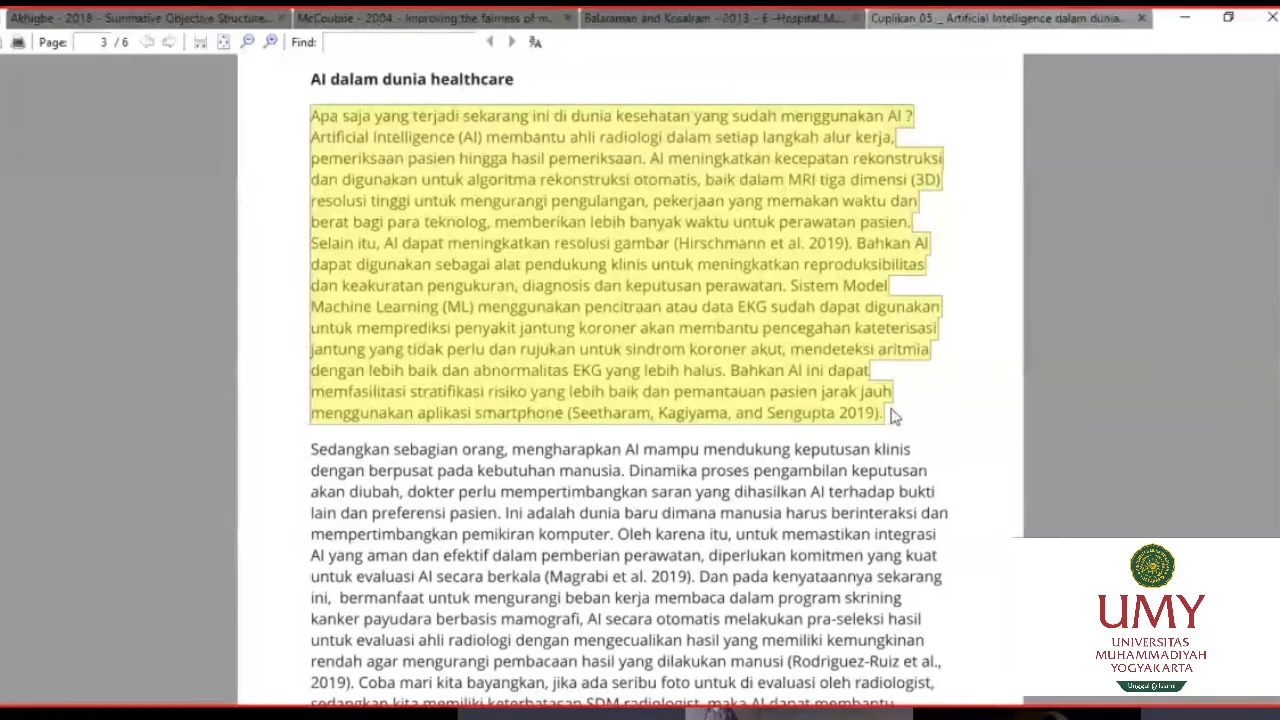 Akhigbe - 2018 - Summative Objective Structure...
McCoubrie - 2004 - Improving the fairness of m...
Balaraman and Kosalram - 2013 - E -Hospital M...
Cuplikan 05 _ Artificial Intelligence dalam dunia...
Page: 3 / 6 Find:
AI dalam dunia healthcare
Apa saja yang terjadi sekarang ini di dunia kesehatan yang sudah menggunakan AI ?
Artificial Intelligence (AI) membantu ahli radiologi dalam setiap langkah alur kerja,
pemeriksaan pasien hingga hasil pemeriksaan. AI meningkatkan kecepatan rekonstruksi
dan digunakan untuk algoritma rekonstruksi otomatis, baik dalam MRI tiga dimensi (3D)
resolusi tinggi untuk mengurangi pengulangan, pekerjaan yang memakan waktu dan
berat bagi para teknolog, memberikan lebih banyak waktu untuk perawatan pasien.
Selain itu, AI dapat meningkatkan resolusi gambar (Hirschmann et al. 2019). Bahkan AI
dapat digunakan sebagai alat pendukung klinis untuk meningkatkan reproduksibilitas
dan keakuratan pengukuran, diagnosis dan keputusan perawatan. Sistem Model
Machine Learning (ML) menggunakan pencitraan atau data EKG sudah dapat digunakan
untuk memprediksi penyakit jantung koroner akan membantu pencegahan kateterisasi
jantung yang tidak perlu dan rujukan untuk sindrom koroner akut, mendeteksi aritmia
dengan lebih baik dan abnormalitas EKG yang lebih halus. Bahkan AI ini dapat
memfasilitasi stratifikasi risiko yang lebih baik dan pemantauan pasien jarak jauh
menggunakan aplikasi smartphone (Seetharam, Kagiyama, and Sengupta 2019).
Sedangkan sebagian orang, mengharapkan AI mampu mendukung keputusan klinis
dengan berpusat pada kebutuhan manusia. Dinamika proses pengambilan keputusan
akan diubah, dokter perlu mempertimbangkan saran yang dihasilkan AI terhadap bukti
lain dan preferensi pasien. Ini adalah dunia baru dimana manusia harus berinteraksi dan
mempertimbangkan pemikiran komputer. Oleh karena itu, untuk memastikan integrasi
AI yang aman dan efektif dalam pemberian perawatan, diperlukan komitmen yang kuat
untuk evaluasi AI secara berkala (Magrabi et al. 2019). Dan pada kenyataannya sekarang
ini, bermanfaat untuk mengurangi beban kerja membaca dalam program skrining
kanker payudara berbasis mamografi, AI secara otomatis melakukan pra-seleksi hasil
untuk evaluasi ahli radiologi dengan mengecualikan hasil yang memiliki kemungkinan
rendah agar mengurangi pembacaan hasil yang dilakukan manusi (Rodriguez-Ruiz et al.,
2019). Coba mari kita bayangkan, jika ada seribu foto untuk di evaluasi oleh radiologist,
sedangkan kita memiliki keterbatasan SDM radiologist, maka AI dapat membantu
UMY
UNIVERSITAS
MUHAMMADIYAH
YOGYAKARTA
Unggul & Islami